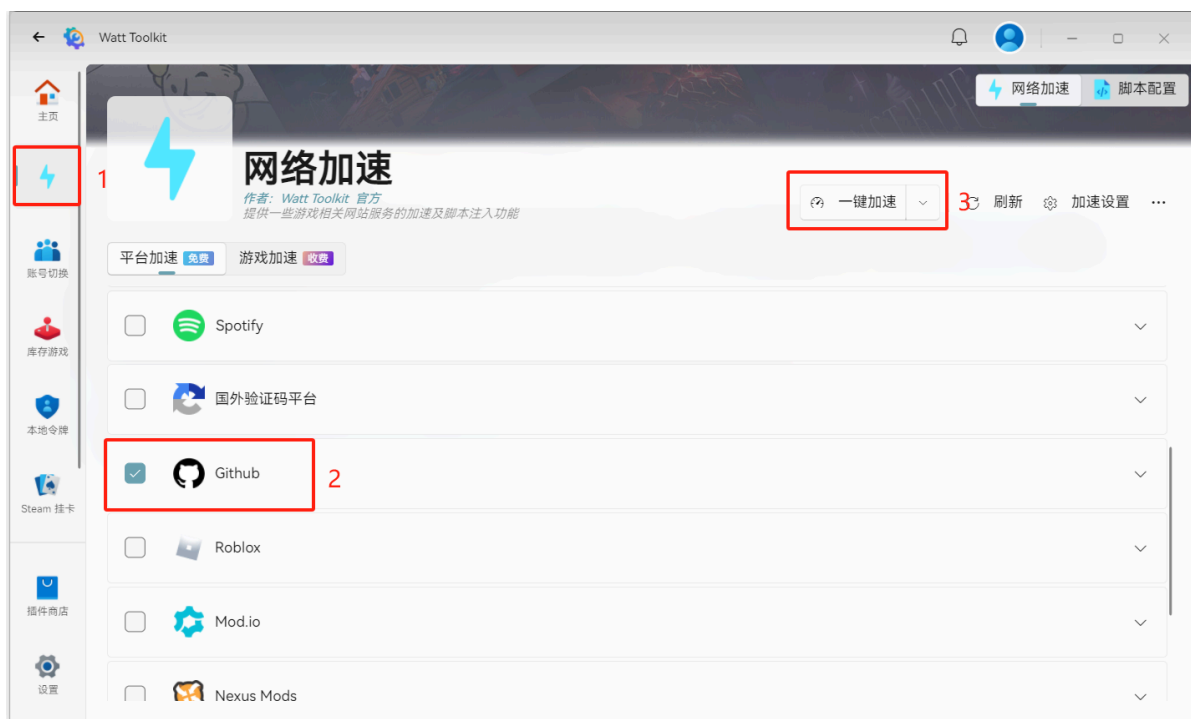 Watt Toolkit
网络加速
脚本配置
主页
1
网络加速
作者: Watt Toolkit 官方
提供一些游戏相关网站服务的加速及脚本注入功能
一键加速
3
刷新
加速设置
平台加速 免费
游戏加速 收费
账号切换
库存游戏
本地令牌
Steam 挂卡
插件商店
设置
Spotify
国外验证码平台
Github
2
Roblox
Mod.io
Nexus Mods